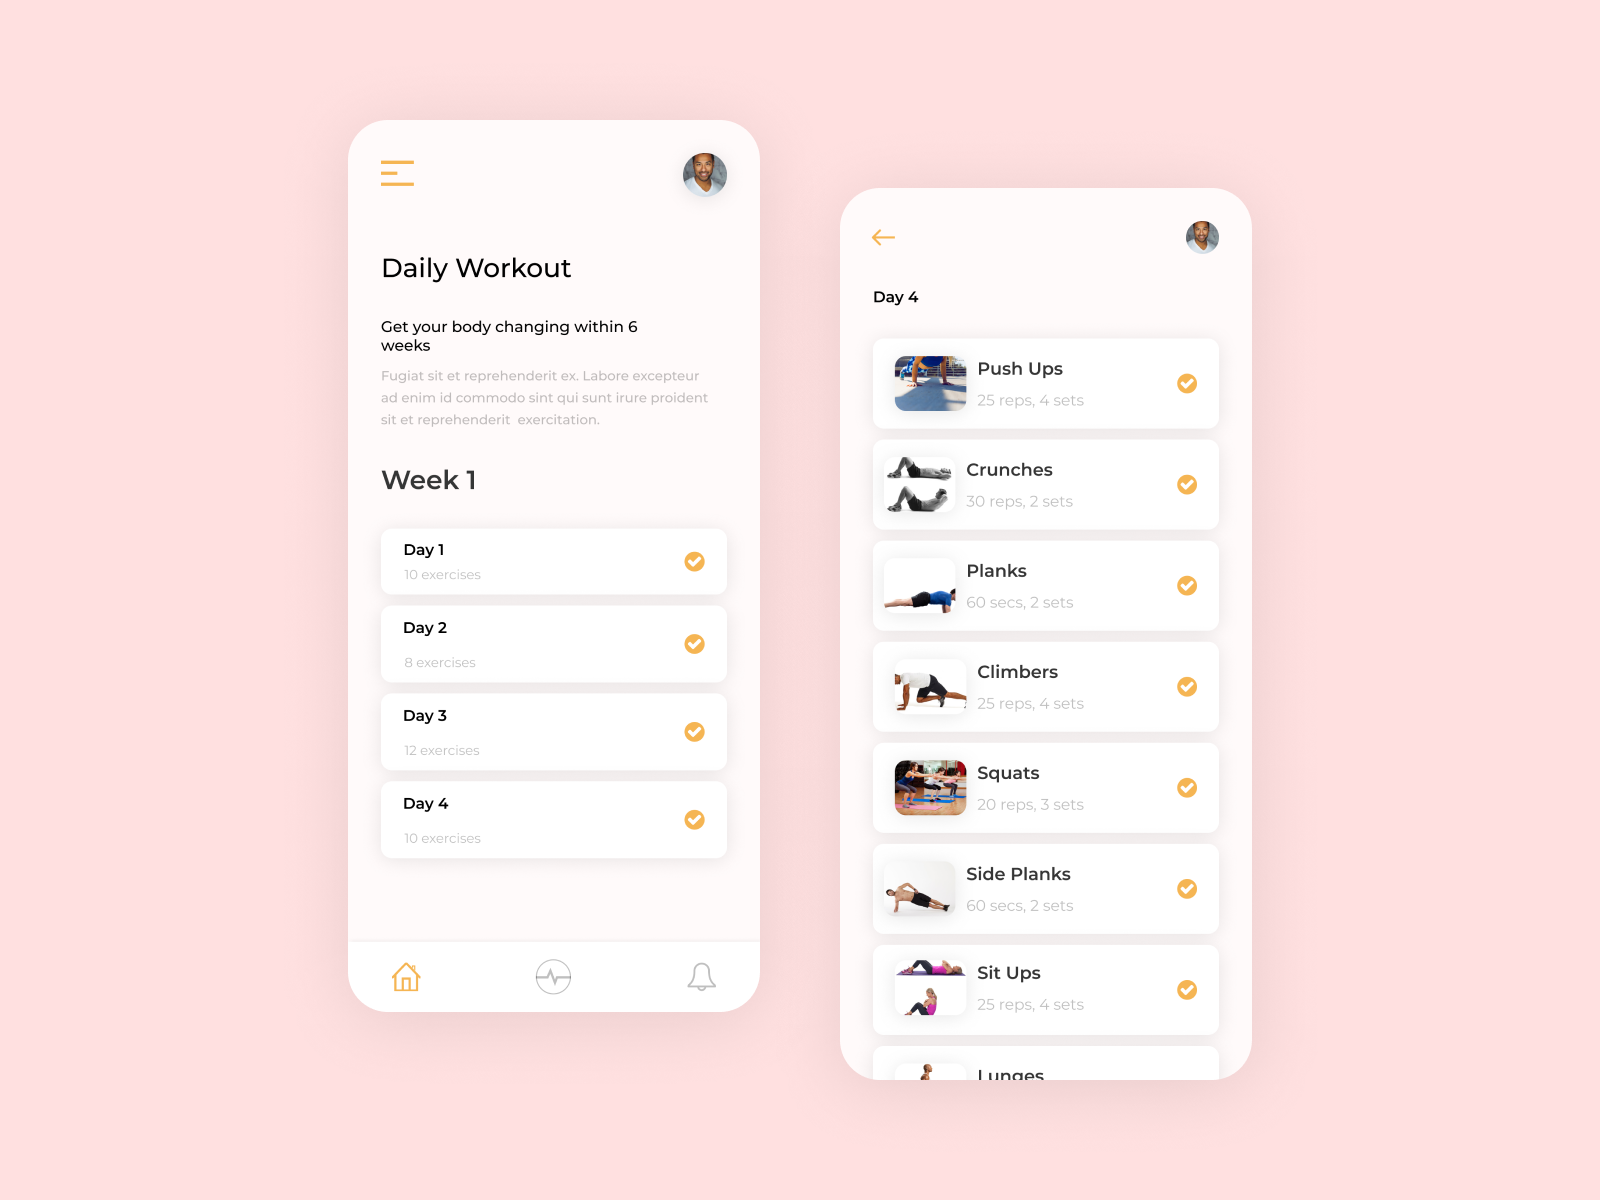 Daily Workout
Get your body changing within 6
weeks
Fugiat sit et reprehenderit ex. Labore excepteur
ad enim id commodo sint qui sunt irure proident
sit et reprehenderit  exercitation.
Week 1
Day 1
10 exercises
Day 2
8 exercises
Day 3
12 exercises
Day 4
10 exercises
Day 4
Push Ups
25 reps, 4 sets
Crunches
30 reps, 2 sets
Planks
60 secs, 2 sets
Climbers
25 reps, 4 sets
Squats
20 reps, 3 sets
Side Planks
60 secs, 2 sets
Sit Ups
25 reps, 4 sets
Lunges